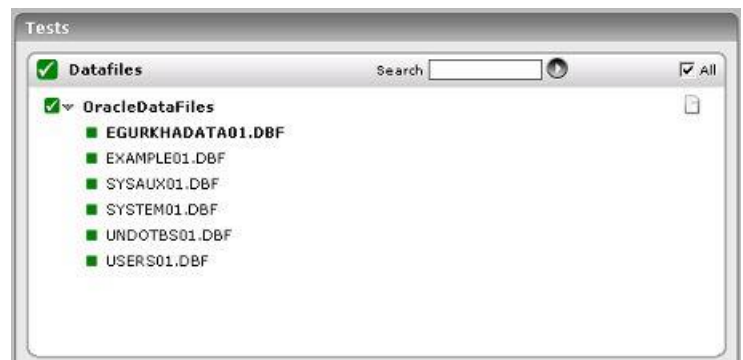 Tests
Datafiles Search All
OracleDataFiles
EGURKHADATA01.DBF
EXAMPLE01.DBF
SYSAUX01.DBF
SYSTEM01.DBF
UNDOTBS01.DBF
USERS01.DBF